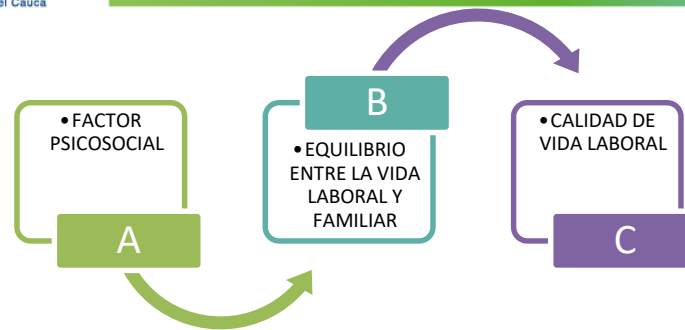 el Cauca
• FACTOR
PSICOSOCIAL
A
B
• EQUILIBRIO
ENTRE LA VIDA
LABORAL Y
FAMILIAR
• CALIDAD DE
VIDA LABORAL
C